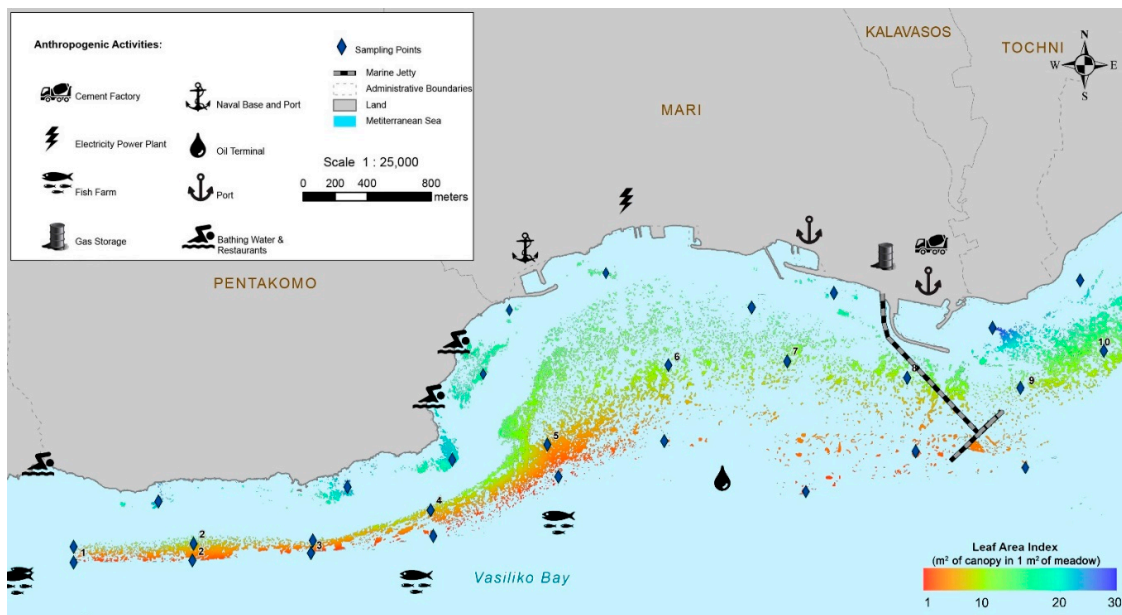 Anthropogenic Activities:
Cement Factory
Electricity Power Plant
Fish Farm
Gas Storage
Naval Base and Port
Oil Terminal
Port
Bathing Water &
Restaurants
Sampling Points
Marine Jetty
Administrative Boundaries
Land
Metiterranean Sea
Scale 1 : 25,000
0 200 400 800
meters
KALAVASOS
TOCHNI
N
W E
S
MARI
PENTAKOMO
10
6
7
8
9
5
4
2
1
2
3
Vasiliko Bay
Leaf Area Index
(m² of canopy in 1 m² of meadow)
1 10 20 30